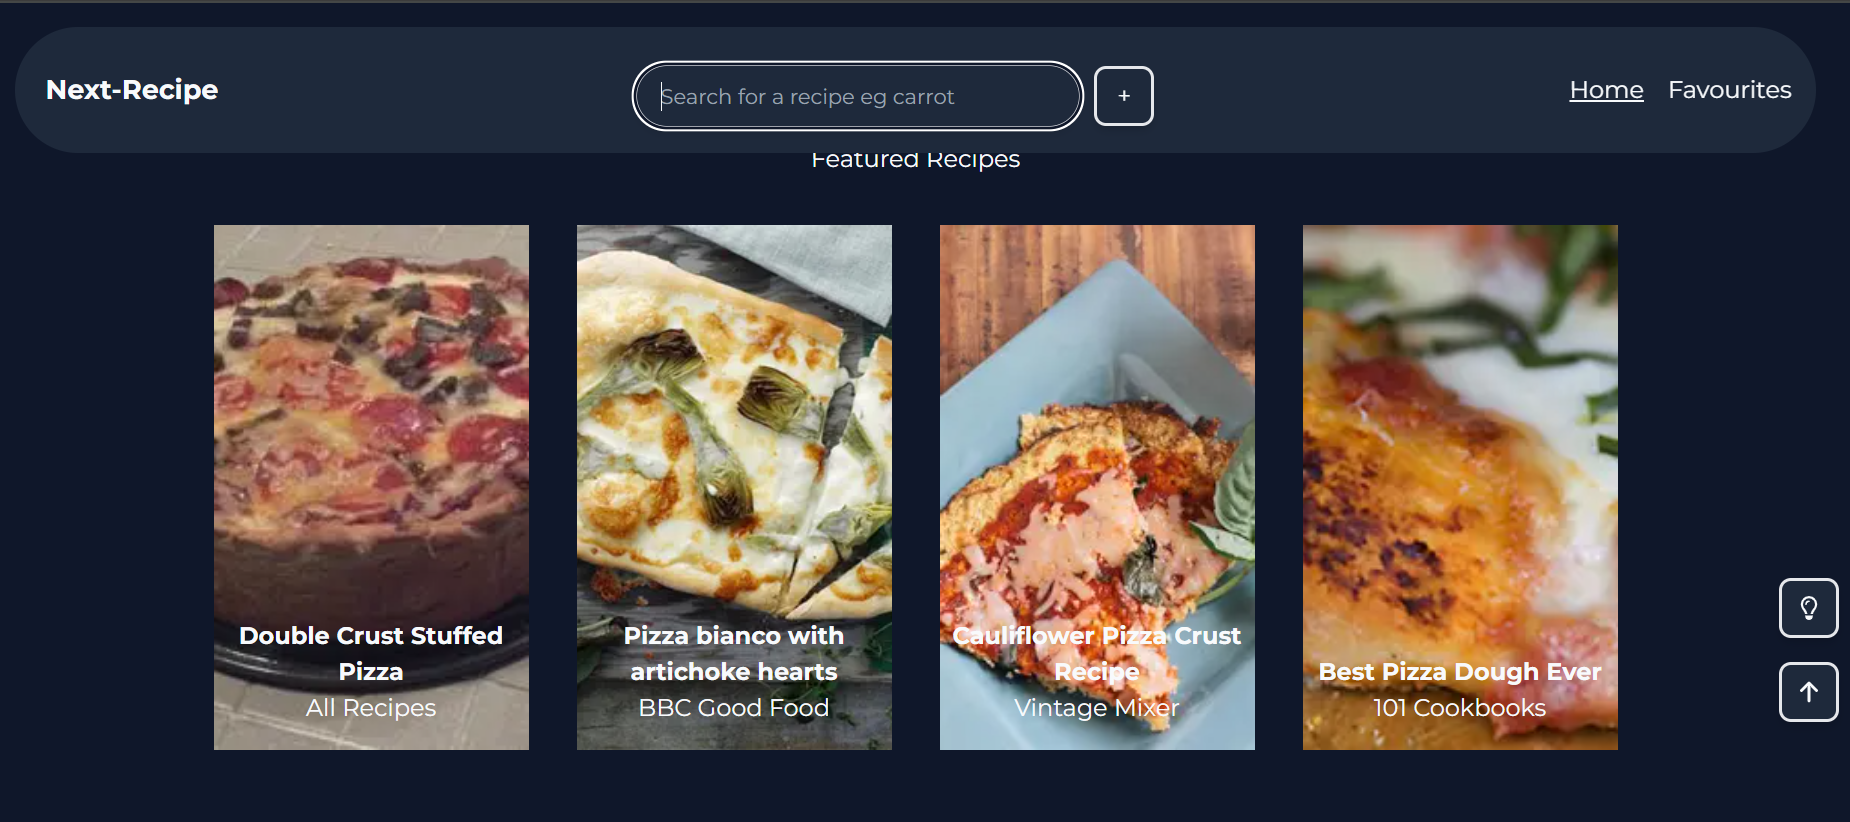 Next-Recipe
Search for a recipe eg carrot
+
Home
Favourites
Featured Recipes
Double Crust Stuffed
Pizza
All Recipes
Pizza bianco with
artichoke hearts
BBC Good Food
Cauliflower Pizza Crust
Recipe
Vintage Mixer
Best Pizza Dough Ever
101 Cookbooks